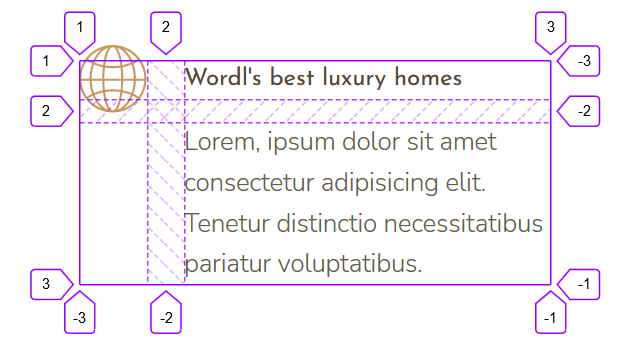 1 2 3
1 -3
Wordl's best luxury homes
2 -2
Lorem, ipsum dolor sit amet
consectetur adipisicing elit.
Tenetur distinctio necessitatibus
pariatur voluptatibus.
3 -1
-3 -2 -1